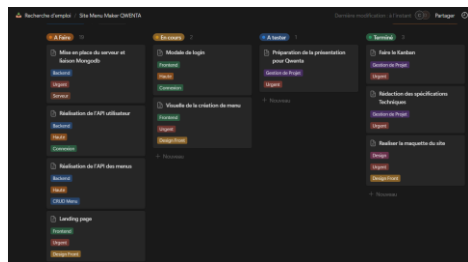 Recherche d'emploi / Site Menu Maker QWENTA
Dernière modification à l'instant
Partager
A Faire 10
Mise en place du serveur et liaison Mongodb
Backend
Urgent
Serveur
Réalisation de l'API utilisateur
Backend
Haute
Connexion
Réalisation de l'API des menus
Backend
Haute
CRUD Menu
Landing page
Frontend
Urgent
Design Front
En cours 2
Modale de login
Frontend
Haute
Connexion
Visuelle de la création de menu
Frontend
Urgent
Design Front
+ Nouveau
A tester 1
Préparation de la présentation
pour Qwenta
Gestion de Projet
Urgent
+ Nouveau
Terminé
Faire le Kanban
Gestion de Projet
Urgent
Rédaction des spécifications
Techniques
Gestion de Projet
Urgent
Realiser la maquette du site
Design
Urgent
Design Front
+ Nouveau